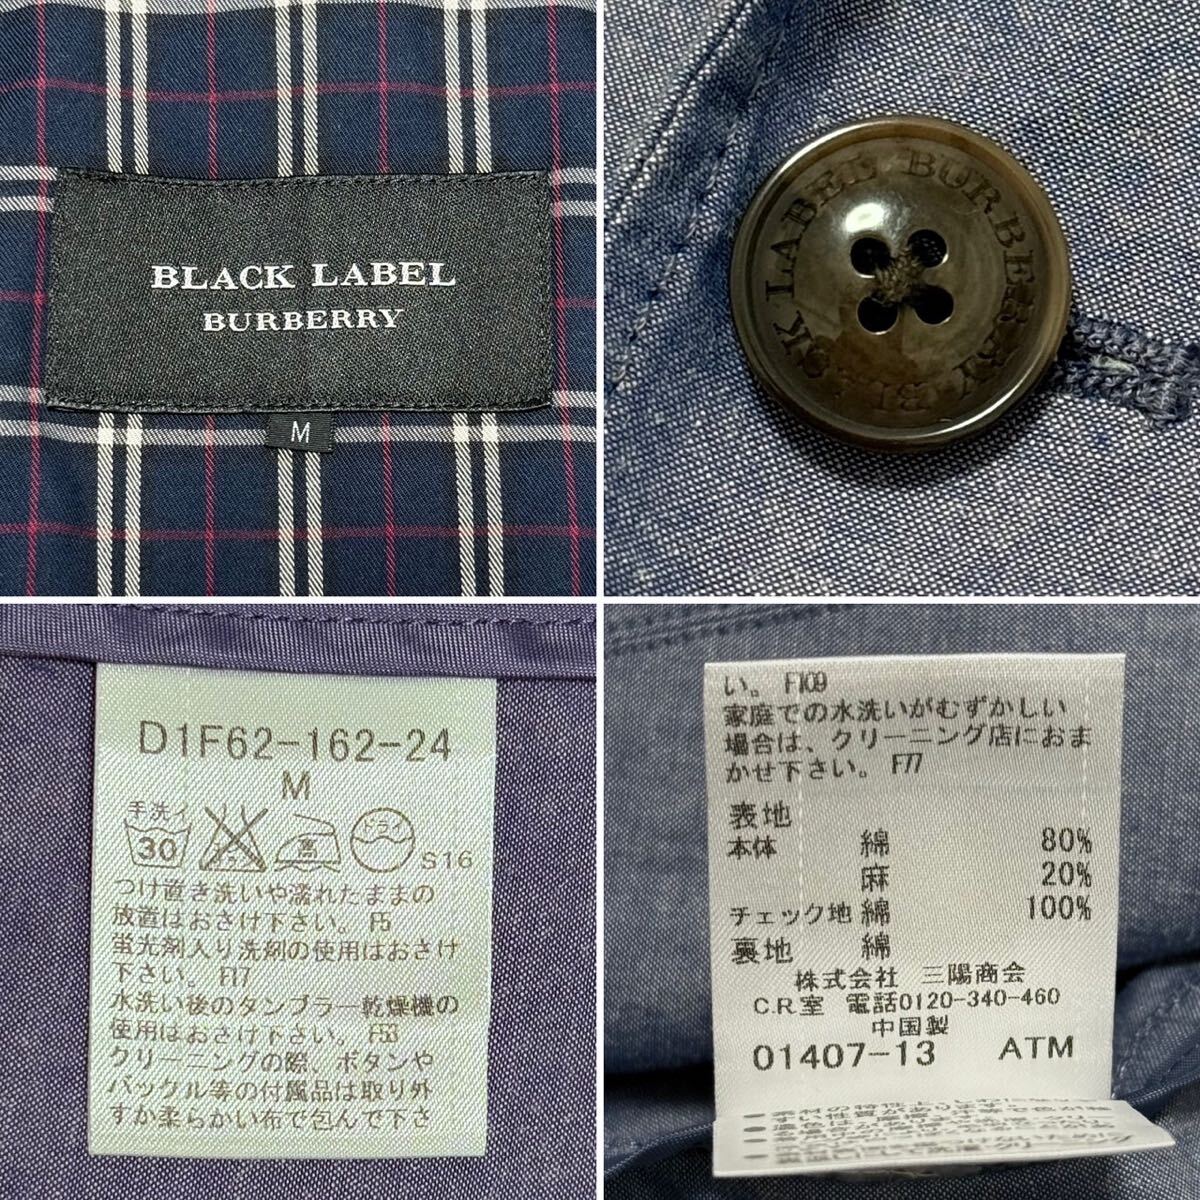 BLACK LABEL
BURBERRY
M
BLACK LABEL BURBERRY
D1F62-162-24
M
手洗イ
30
高
ドライ
S16
つけ直き洗いや濡れたままの
放置はおさけ下さい。 F5
蛍光剤入り洗剤の使用はおさけ
下さい。 F17
水洗い後のタンブラー乾燥機の
使用はおさけ下さい。 F53
クリーニングの際、ボタンや
バックル等の付属品は取り外
すか柔らかい布で包んで下さ
い。 F109
家庭での水洗いがむずかしい
場合は、クリーニング店におま
かせ下さい。 F77
表地
本体 綿 80%
麻 20%
チェック地 綿 100%
裏地 綿
株式会社 三陽商会
C.R室 電話0120-340-460
中国製
01407-13 ATM